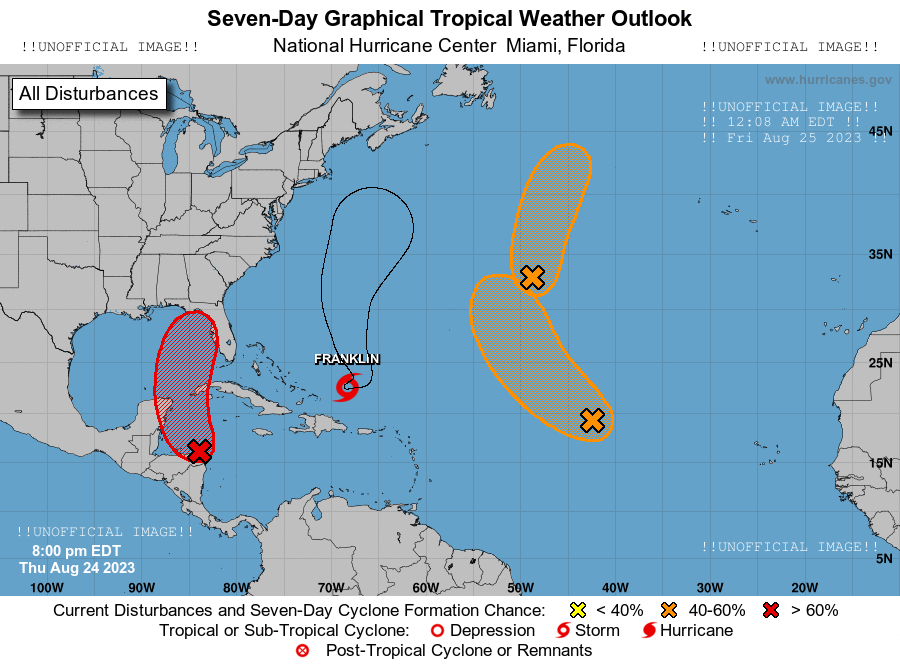 Seven-Day Graphical Tropical Weather Outlook
!!UNOFFICIAL IMAGE!! National Hurricane Center  Miami, Florida !!UNOFFICIAL IMAGE!!
www.hurricanes.gov
All Disturbances
!!UNOFFICIAL IMAGE!!
!! 12:08 AM EDT !!
!! Fri Aug 25 2023 !!
45N
35N
FRANKLIN
25N
15N
!!UNOFFICIAL IMAGE!!
8:00 pm EDT
Thu Aug 24 2023
!!UNOFFICIAL IMAGE!!
5N
100W 90W 80W 70W 60W 50W 40W 30W 20W
Current Disturbances and Seven-Day Cyclone Formation Chance: < 40% 40-60% > 60%
Tropical or Sub-Tropical Cyclone: Depression Storm Hurricane
Post-Tropical Cyclone or Remnants